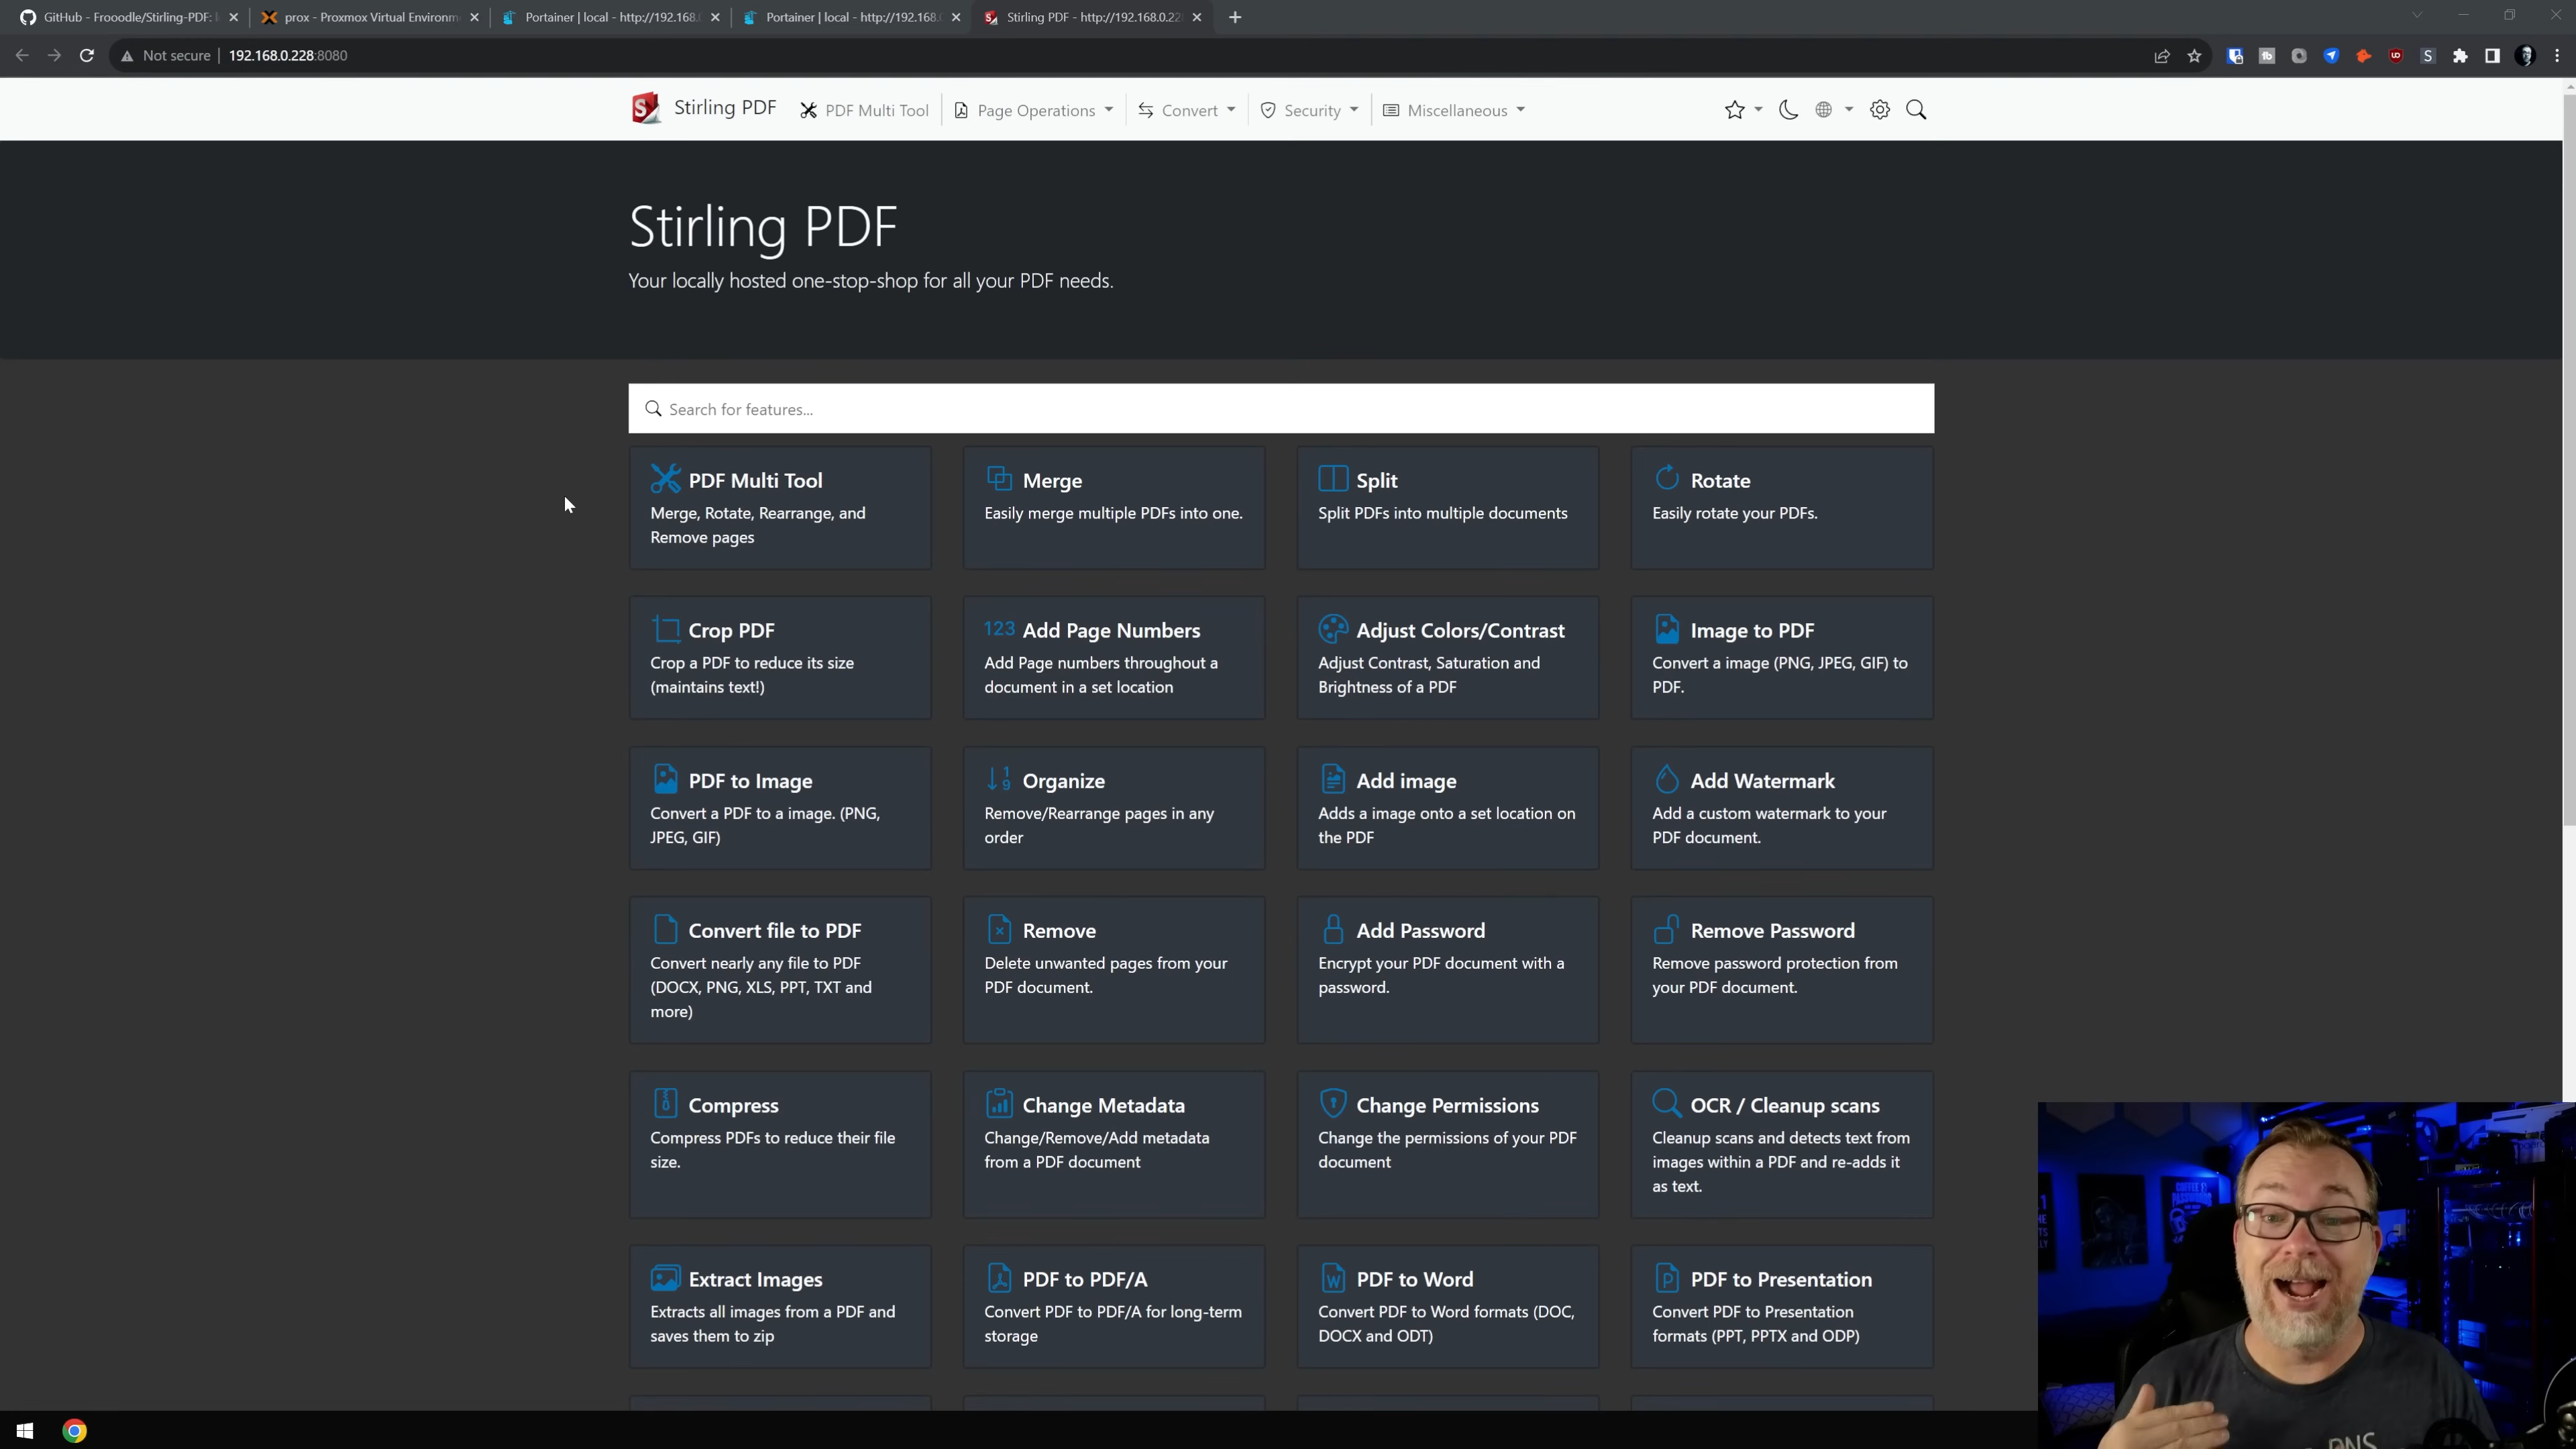 GitHub - Frooodle/Stirling-PDF:
prox - Proxmox Virtual Environm
Portainer | local - http://192.168.
Portainer | local - http://192.168.
Stirling PDF - http://192.168.0.22
Not secure
192.168.0.228:8080
Stirling PDF
PDF Multi Tool
Page Operations
Convert
Security
Miscellaneous
Stirling PDF
Your locally hosted one-stop-shop for all your PDF needs.
Search for features...
PDF Multi Tool
Merge, Rotate, Rearrange, and
Remove pages
Merge
Easily merge multiple PDFs into one.
Split
Split PDFs into multiple documents
Rotate
Easily rotate your PDFs.
Crop PDF
Crop a PDF to reduce its size
(maintains text!)
123 Add Page Numbers
Add Page numbers throughout a
document in a set location
Adjust Colors/Contrast
Adjust Contrast, Saturation and
Brightness of a PDF
Image to PDF
Convert a image (PNG, JPEG, GIF) to
PDF.
PDF to Image
Convert a PDF to a image. (PNG,
JPEG, GIF)
Organize
Remove/Rearrange pages in any
order
Add image
Adds a image onto a set location on
the PDF
Add Watermark
Add a custom watermark to your
PDF document.
Convert file to PDF
Convert nearly any file to PDF
(DOCX, PNG, XLS, PPT, TXT and
more)
Remove
Delete unwanted pages from your
PDF document.
Add Password
Encrypt your PDF document with a
password.
Remove Password
Remove password protection from
your PDF document.
Compress
Compress PDFs to reduce their file
size.
Change Metadata
Change/Remove/Add metadata
from a PDF document
Change Permissions
Change the permissions of your PDF
document
OCR / Cleanup scans
Cleanup scans and detects text from
images within a PDF and re-adds it
as text.
Extract Images
Extracts all images from a PDF and
saves them to zip
PDF to PDF/A
Convert PDF to PDF/A for long-term
storage
PDF to Word
Convert PDF to Word formats (DOC,
DOCX and ODT)
PDF to Presentation
Convert PDF to Presentation
formats (PPT, PPTX and ODP)
COFFEE
PASSWORDS
DNS